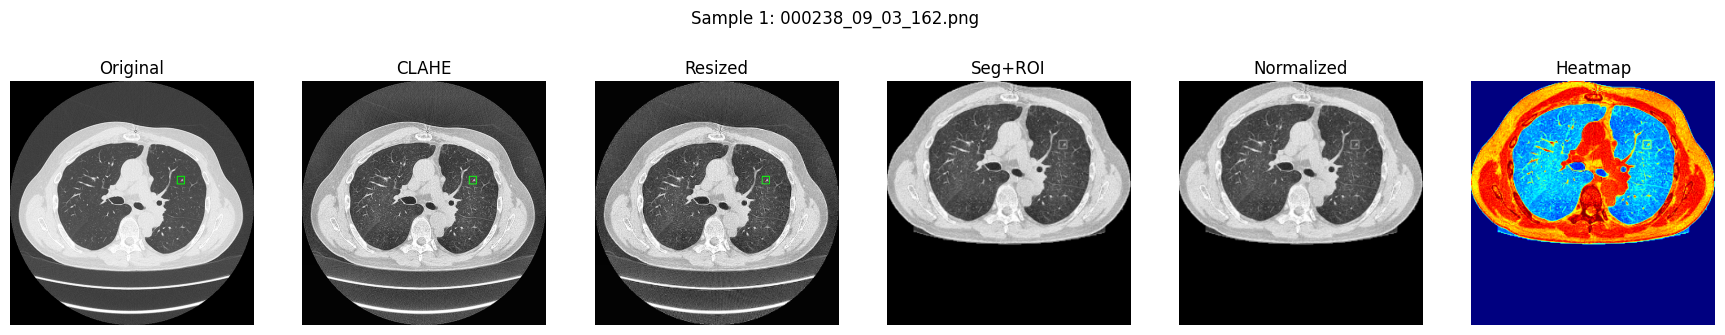 Sample 1: 000238_09_03_162.png
Original
CLAHE
Resized
Seg+ROI
Normalized
Heatmap